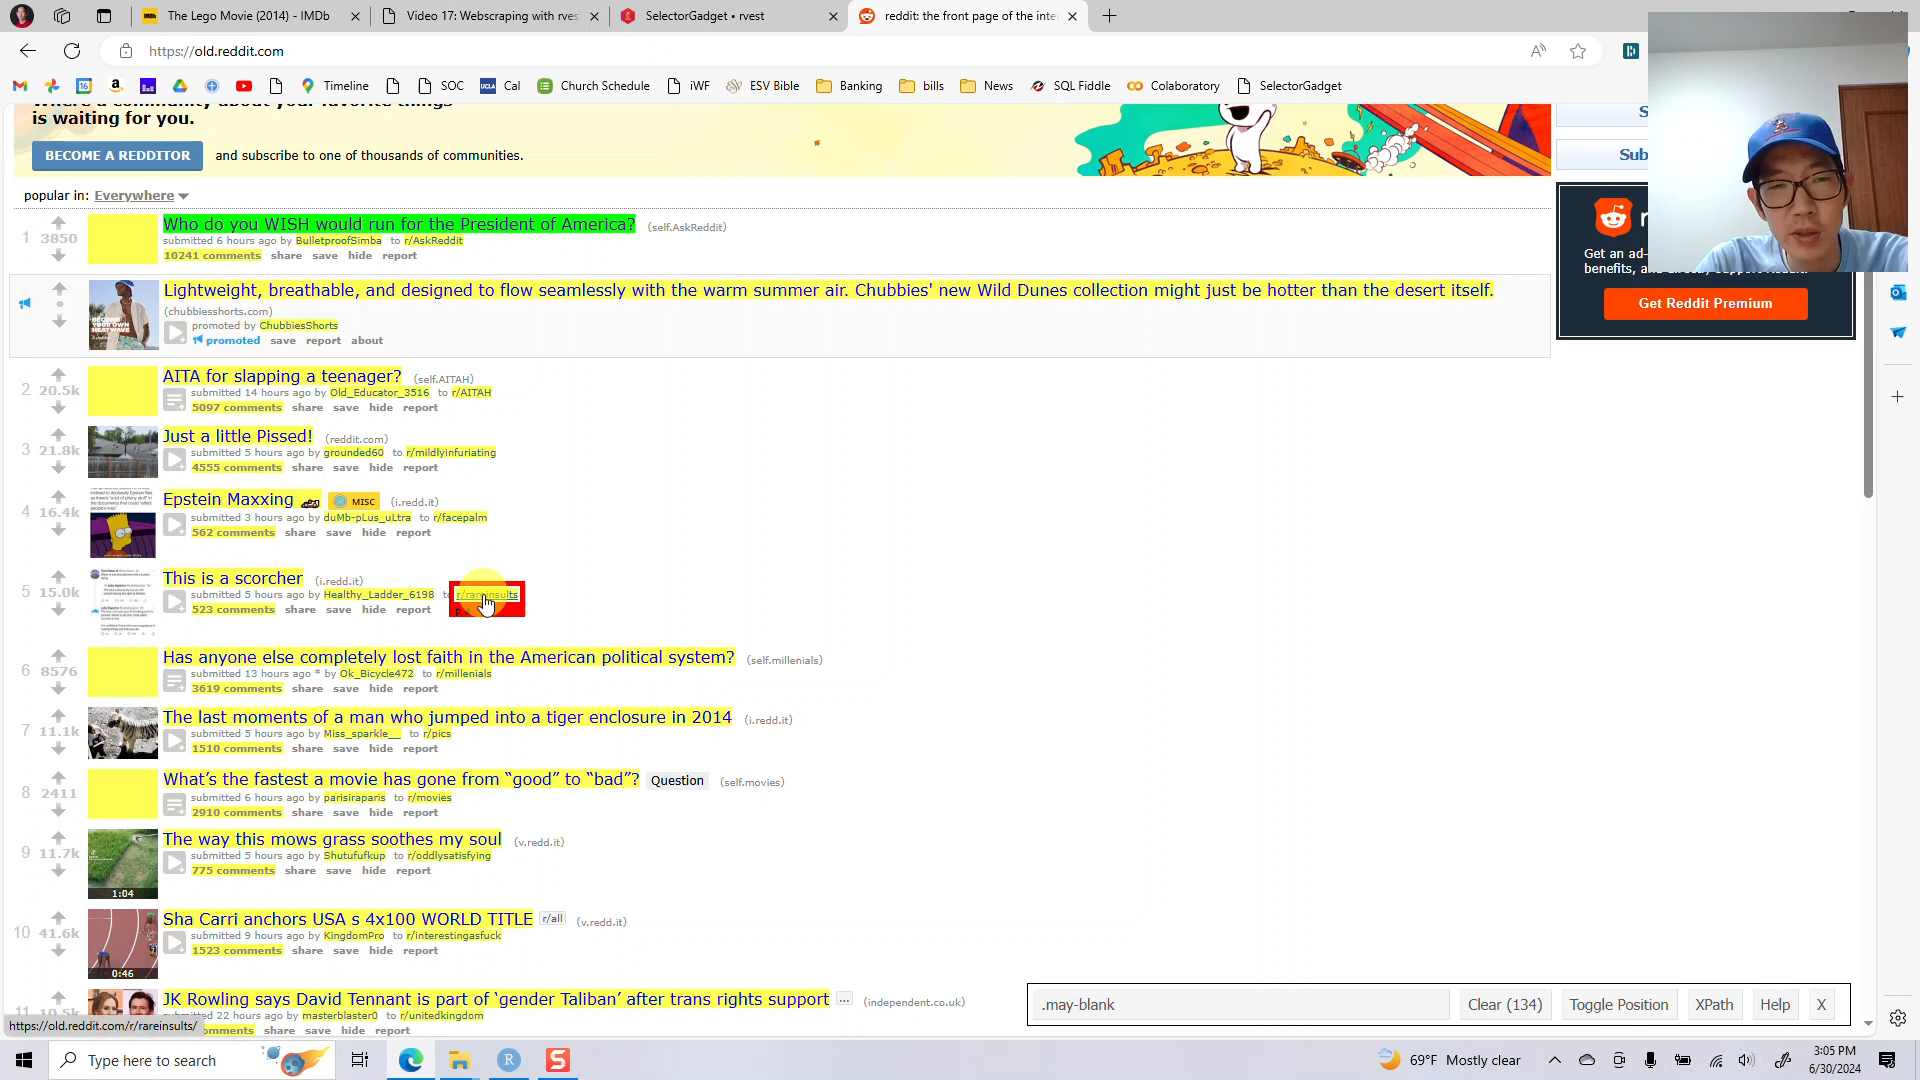 The Lego Movie (2014) - IMDb
Video 17: Webscraping with rves
SelectorGadget • rvest
reddit: the front page of the inte
https://old.reddit.com
Timeline
SOC
Cal
Church Schedule
iWF
ESV Bible
Banking
bills
News
SQL Fiddle
Colaboratory
SelectorGadget
where a community about your favorite things
is waiting for you.
BECOME A REDDITOR and subscribe to one of thousands of communities.
popular in: Everywhere
1 3850 Who do you WISH would run for the President of America? (self.AskReddit)
submitted 6 hours ago by BulletproofSimba to r/AskReddit
10241 comments share save hide report
Lightweight, breathable, and designed to flow seamlessly with the warm summer air. Chubbies' new Wild Dunes collection might just be hotter than the desert itself.
(chubbiesshorts.com)
promoted by ChubbiesShorts
promoted save report about
2 20.5k AITA for slapping a teenager? (self.AITAH)
submitted 14 hours ago by Old_Educator_3516 to r/AITAH
5097 comments share save hide report
3 21.8k Just a little Pissed! (reddit.com)
submitted 5 hours ago by grounded60 to r/mildlyinfuriating
4555 comments share save hide report
4 16.4k Epstein Maxxing MISC (i.redd.it)
submitted 3 hours ago by duMb-pLus_uLtra to r/facepalm
562 comments share save hide report
5 15.0k This is a scorcher (i.redd.it)
submitted 5 hours ago by Healthy_Ladder_6198 to r/rareinsults
523 comments share save hide report
6 8576 Has anyone else completely lost faith in the American political system? (self.millenials)
submitted 13 hours ago * by Ok_Bicycle472 to r/millenials
3619 comments share save hide report
7 11.1k The last moments of a man who jumped into a tiger enclosure in 2014 (i.redd.it)
submitted 5 hours ago by Miss_sparkle__ to r/pics
1510 comments share save hide report
8 2411 What's the fastest a movie has gone from “good” to “bad”? Question (self.movies)
submitted 6 hours ago by parisiraparis to r/movies
2910 comments share save hide report
9 11.7k The way this mows grass soothes my soul (v.redd.it)
submitted 5 hours ago by Shutufufkup to r/oddlysatisfying
775 comments share save hide report
1:04
10 41.6k Sha Carri anchors USA s 4x100 WORLD TITLE r/all (v.redd.it)
submitted 9 hours ago by KingdomPro to r/interestingasfuck
1523 comments share save hide report
0:46
11 10.5k JK Rowling says David Tennant is part of ‘gender Taliban’ after trans rights support ... (independent.co.uk)
submitted 22 hours ago by masterblaster0 to r/unitedkingdom
comments share save hide report
https://old.reddit.com/r/rareinsults/
Sub
Get an ad-
benefits, and
Get Reddit Premium
.may-blank
Clear (134)
Toggle Position
XPath
Help
X
Type here to search
69°F Mostly clear
3:05 PM
6/30/2024